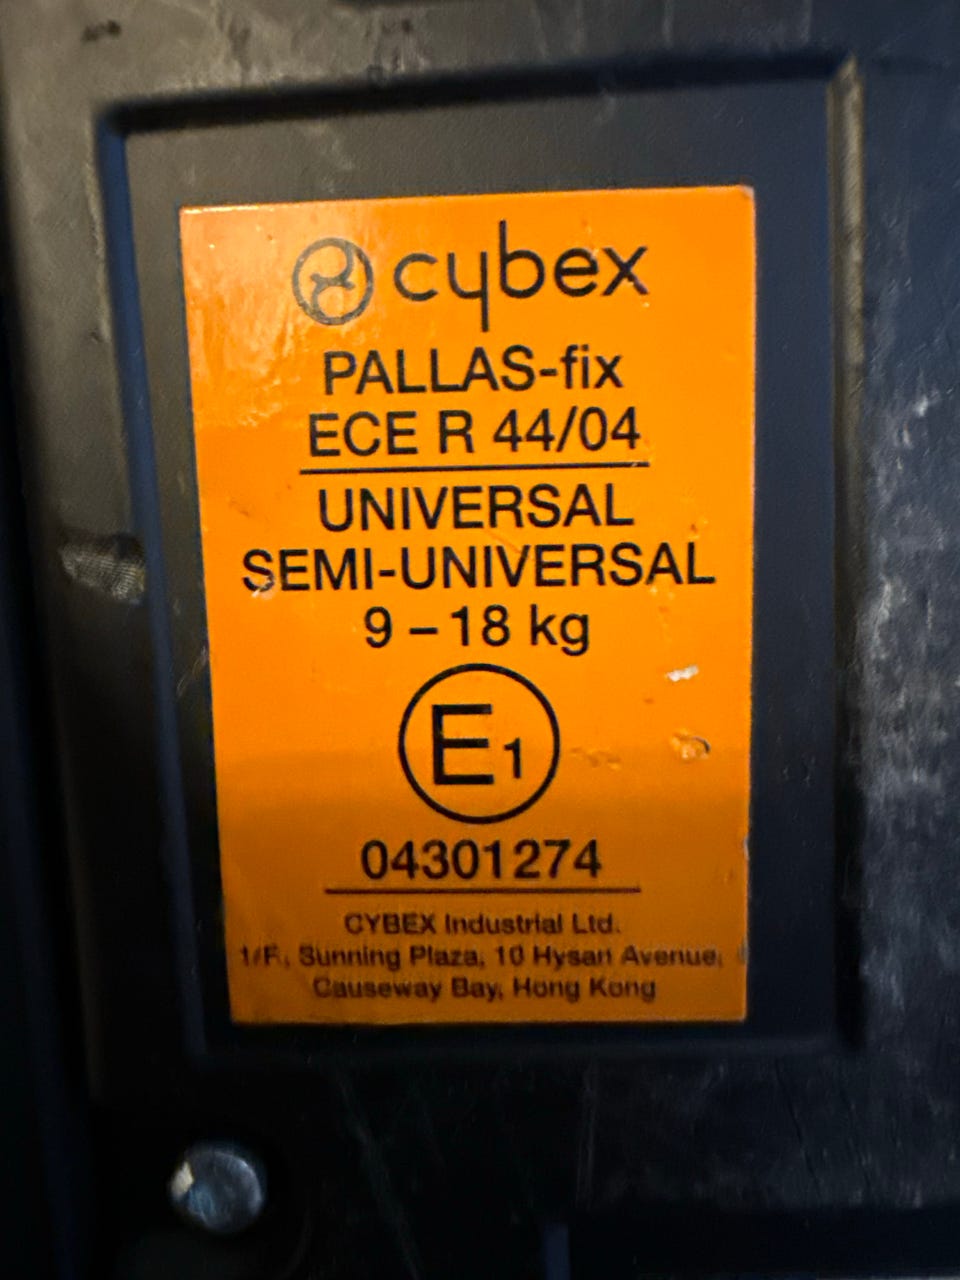 cybex
PALLAS-fix
ECE R 44/04
UNIVERSAL
SEMI-UNIVERSAL
9 – 18 kg
E1
04301274
CYBEX Industrial Ltd.
1/F., Sunning Plaza, 10 Hysan Avenue,
Causeway Bay, Hong Kong